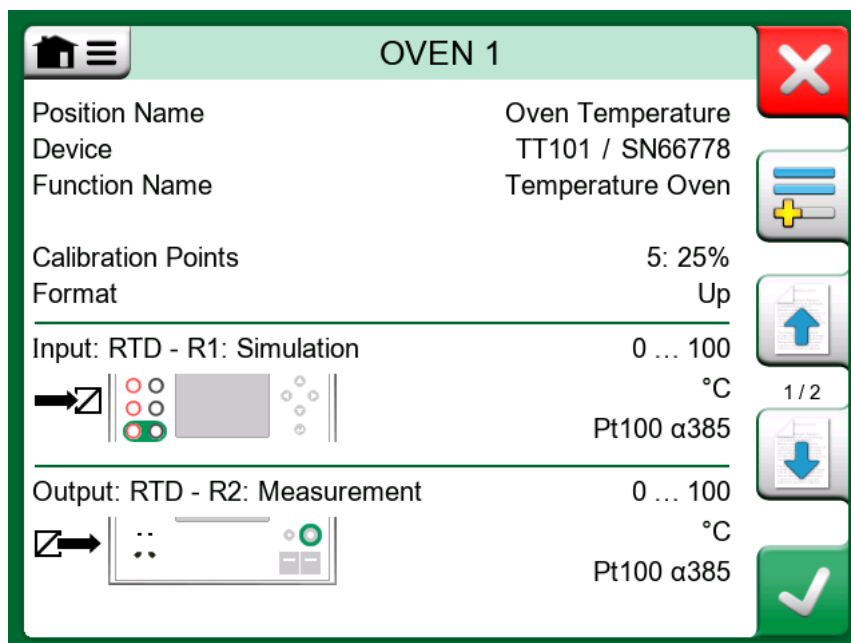 OVEN 1
Position Name Oven Temperature
Device TT101 / SN66778
Function Name Temperature Oven
Calibration Points 5: 25%
Format Up
Input: RTD - R1: Simulation 0 ... 100
°C
1 / 2
Pt100 α385
Output: RTD - R2: Measurement 0 ... 100
°C
Pt100 α385